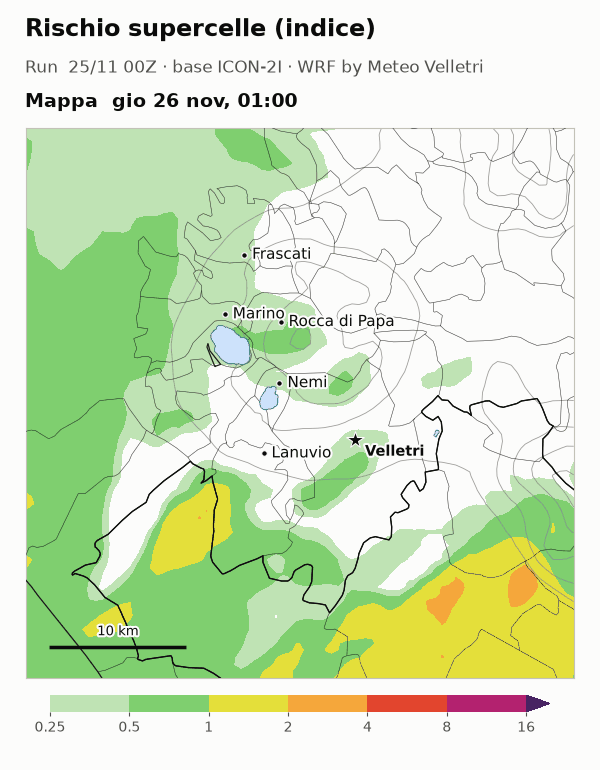 Rischio supercelle (indice)
Run  25/11 00Z · base ICON-2I · WRF by Meteo Velletri
Mappa  gio 26 nov, 01:00
Frascati
Marino
Rocca di Papa
Nemi
Velletri
Lanuvio
10 km
0.25 0.5 1 2 4 8 16